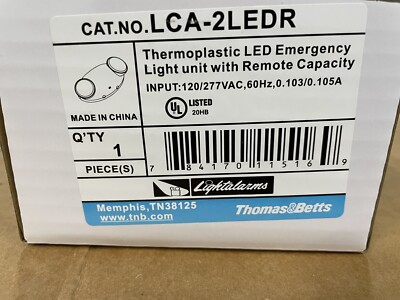 CAT.NO.LCA-2LEDR
Thermoplastic LED Emergency
Light unit with Remote Capacity
INPUT:120/277VAC,60Hz,0.103/0.105A
UL LISTED
20HB
MADE IN CHINA
Q'TY
1
PIECE(S)
7 84170 11516 9
Lightalarms
Memphis,TN38125
www.tnb.com
Thomas&Betts